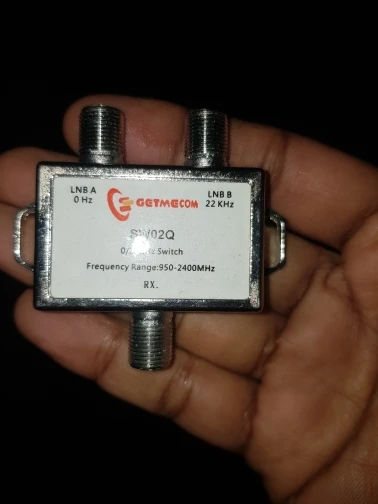 LNB A
0 Hz
GETMECOM
LNB B
22 KHz
SW02Q
Switch
Frequency Range:950-2400MHz
RX.